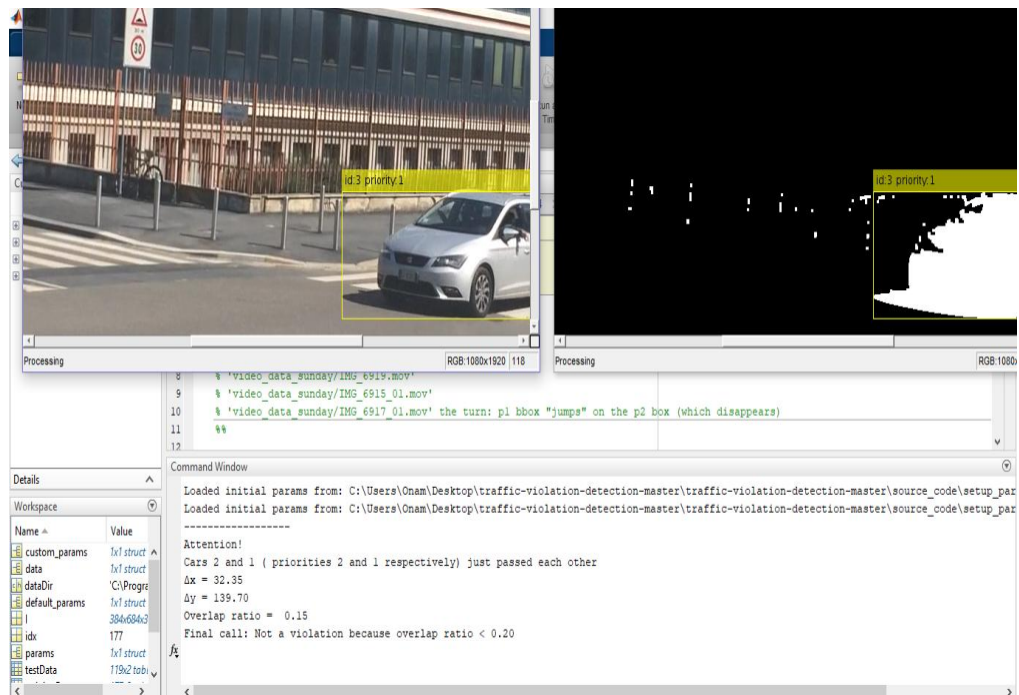 30
id:3 priority:1
id:3 priority:1
Processing
RGB:1080x1920 118
Processing
RGB:1080
8 % 'video_data_sunday/IMG_6919.mov'
9 % 'video_data_sunday/IMG_6915_01.mov'
10 % 'video_data_sunday/IMG_6917_01.mov' the turn: p1 bbox "jumps" on the p2 box (which disappears)
11 %%
12
Details
Command Window
Workspace
Name Value
custom_params 1x1 struct
data 1x1 struct
dataDir 'C:\Progra
default_params 1x1 struct
I 384x684x3
idx 177
params 1x1 struct
testData 119x2 tabl
Loaded initial params from: C:\Users\Onam\Desktop\traffic-violation-detection-master\traffic-violation-detection-master\source_code\setup_par
Loaded initial params from: C:\Users\Onam\Desktop\traffic-violation-detection-master\traffic-violation-detection-master\source_code\setup_par
------------------
Attention!
Cars 2 and 1 ( priorities 2 and 1 respectively) just passed each other
Δx = 32.35
Δy = 139.70
Overlap ratio = 0.15
Final call: Not a violation because overlap ratio < 0.20
fx